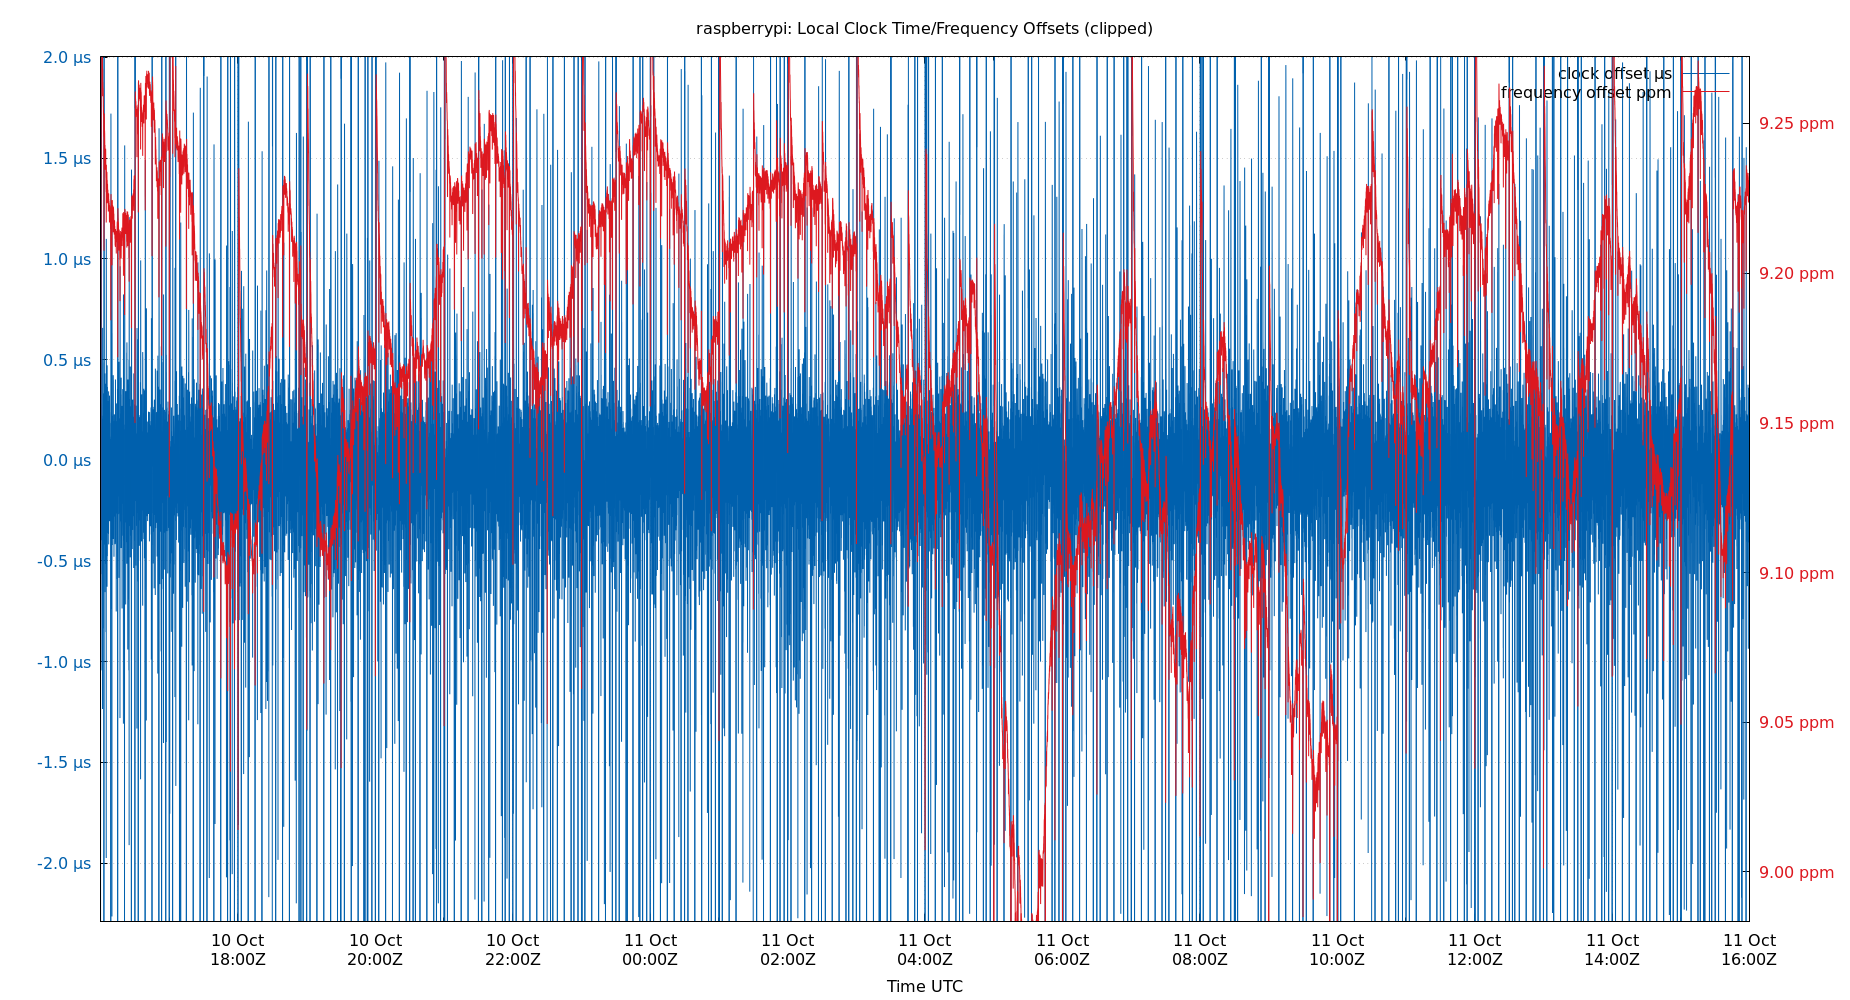 raspberrypi: Local Clock Time/Frequency Offsets (clipped)
clock offset µs
frequency offset ppm
2.0 µs
1.5 µs
1.0 µs
0.5 µs
0.0 µs
-0.5 µs
-1.0 µs
-1.5 µs
-2.0 µs
9.25 ppm
9.20 ppm
9.15 ppm
9.10 ppm
9.05 ppm
9.00 ppm
10 Oct 10 Oct 10 Oct 11 Oct 11 Oct 11 Oct 11 Oct 11 Oct 11 Oct 11 Oct 11 Oct 11 Oct
18:00Z 20:00Z 22:00Z 00:00Z 02:00Z 04:00Z 06:00Z 08:00Z 10:00Z 12:00Z 14:00Z 16:00Z
Time UTC